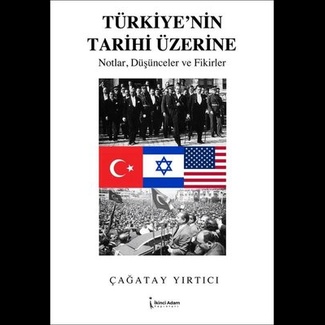 TÜRKİYE'NİN
TARİHİ ÜZERİNE
Notlar, Düşünceler ve Fikirler
ÇAĞATAY YIRTICI
İkinci Adam